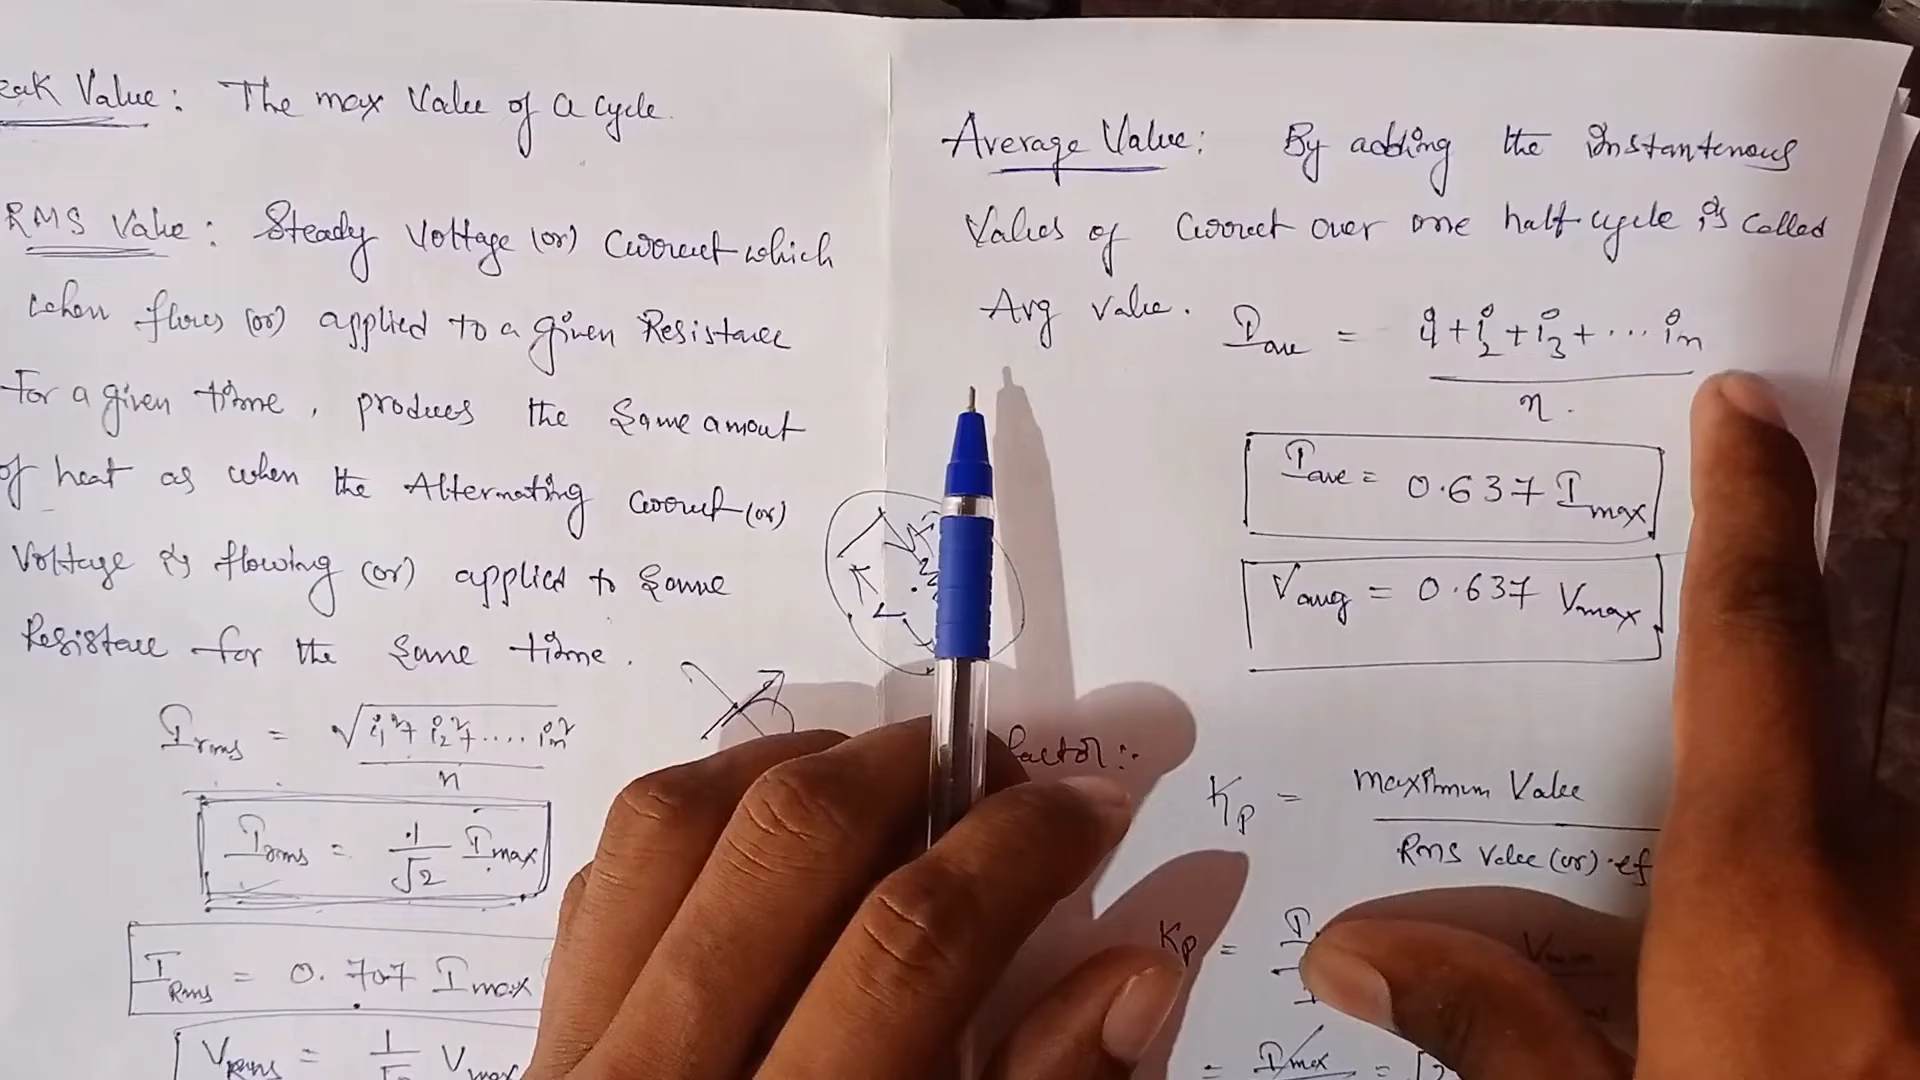 eak Value: The max Value of a cycle.
RMS Value: Steady Voltage (or) Current which
when flows (or) applied to a given Resistance
For a given time, produces the Same amout
of heat as when the Alternating current (or)
Voltage is flowing (or) applied to Same
Resistace for the Same time.
Irms = √i₁²+ i₂²+.... in² / n
Irms = 1/√2 Imax
IRms = 0.707 Imax
VRms = 1/ Vmax
Average Value: By adding the instantenous
Values of Current over one half-cycle is Called
Avg Value. Iave = i₁+i₂+i₃+...in / n.
Iave = 0.637 Imax
Vavg = 0.637 Vmax
factor:-
Kp = maximum Value / Rms Value (or) ef
Kp =
= Imax =